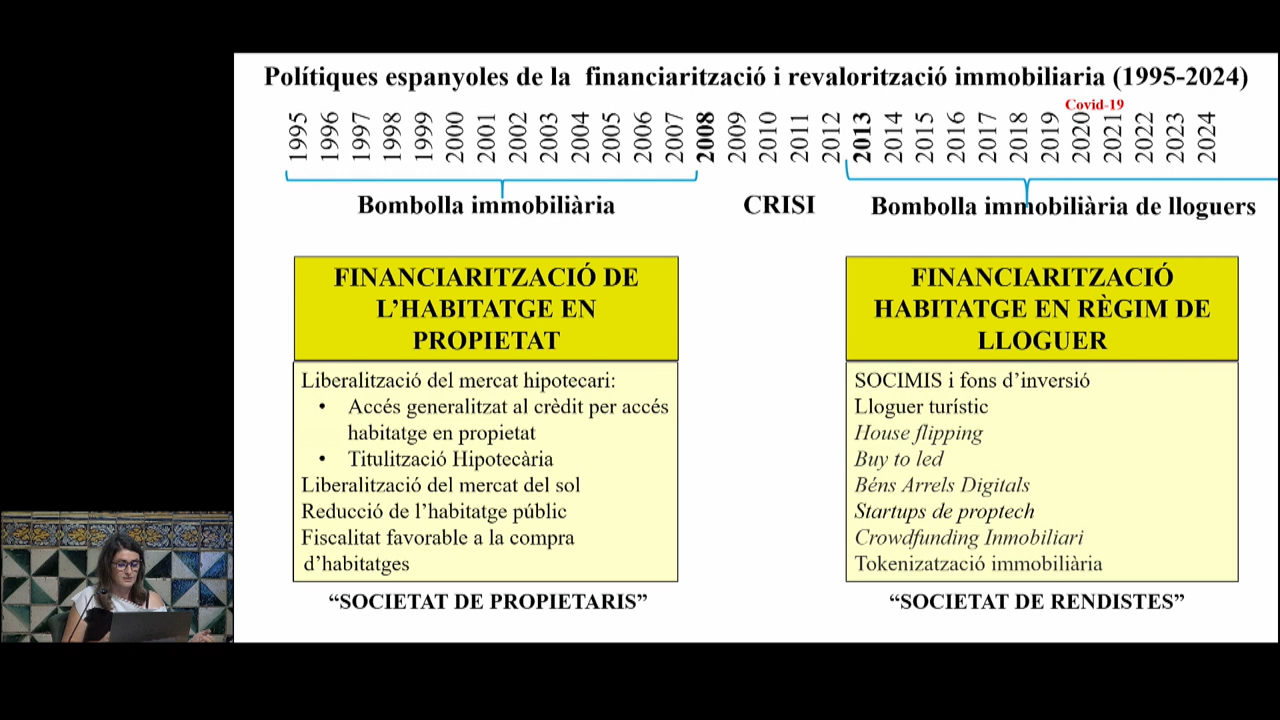 Polítiques espanyoles de la  financiarització i revalorització immobiliaria (1995-2024)
Covid-19
1995 1996 1997 1998 1999 2000 2001 2002 2003 2004 2005 2006 2007 2008 2009 2010 2011 2012 2013 2014 2015 2016 2017 2018 2019 2020 2021 2022 2023 2024
Bombolla immobiliària
CRISI
Bombolla immobiliària de lloguers
FINANCIARITZACIÓ DE
L’HABITATGE EN
PROPIETAT
Liberalització del mercat hipotecari:
• Accés generalitzat al crèdit per accés
habitatge en propietat
• Titulització Hipotecària
Liberalització del mercat del sol
Reducció de l’habitatge públic
Fiscalitat favorable a la compra
d’habitatges
“SOCIETAT DE PROPIETARIS”
FINANCIARITZACIÓ
HABITATGE EN RÈGIM DE
LLOGUER
SOCIMIS i fons d’inversió
Lloguer turístic
House flipping
Buy to led
Béns Arrels Digitals
Startups de proptech
Crowdfunding Inmobiliari
Tokenizatzació immobiliària
“SOCIETAT DE RENDISTES”